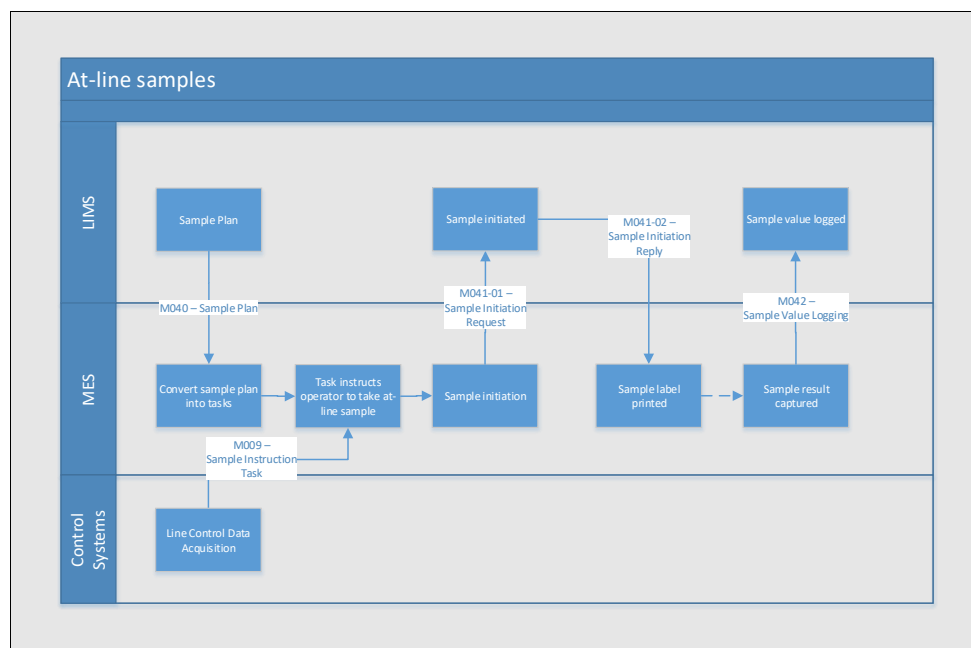 At-line samples
LIMS
Sample Plan
Sample initiated
M041-02 –
Sample Initiation
Reply
Sample value logged
M040 – Sample Plan
M041-01 –
Sample Initiation
Request
M042 –
Sample Value Logging
MES
Convert sample plan
into tasks
Task instructs
operator to take at-
line sample
Sample initiation
Sample label
printed
Sample result
captured
M009 –
Sample Instruction
Task
Control
Systems
Line Control Data
Acquisition